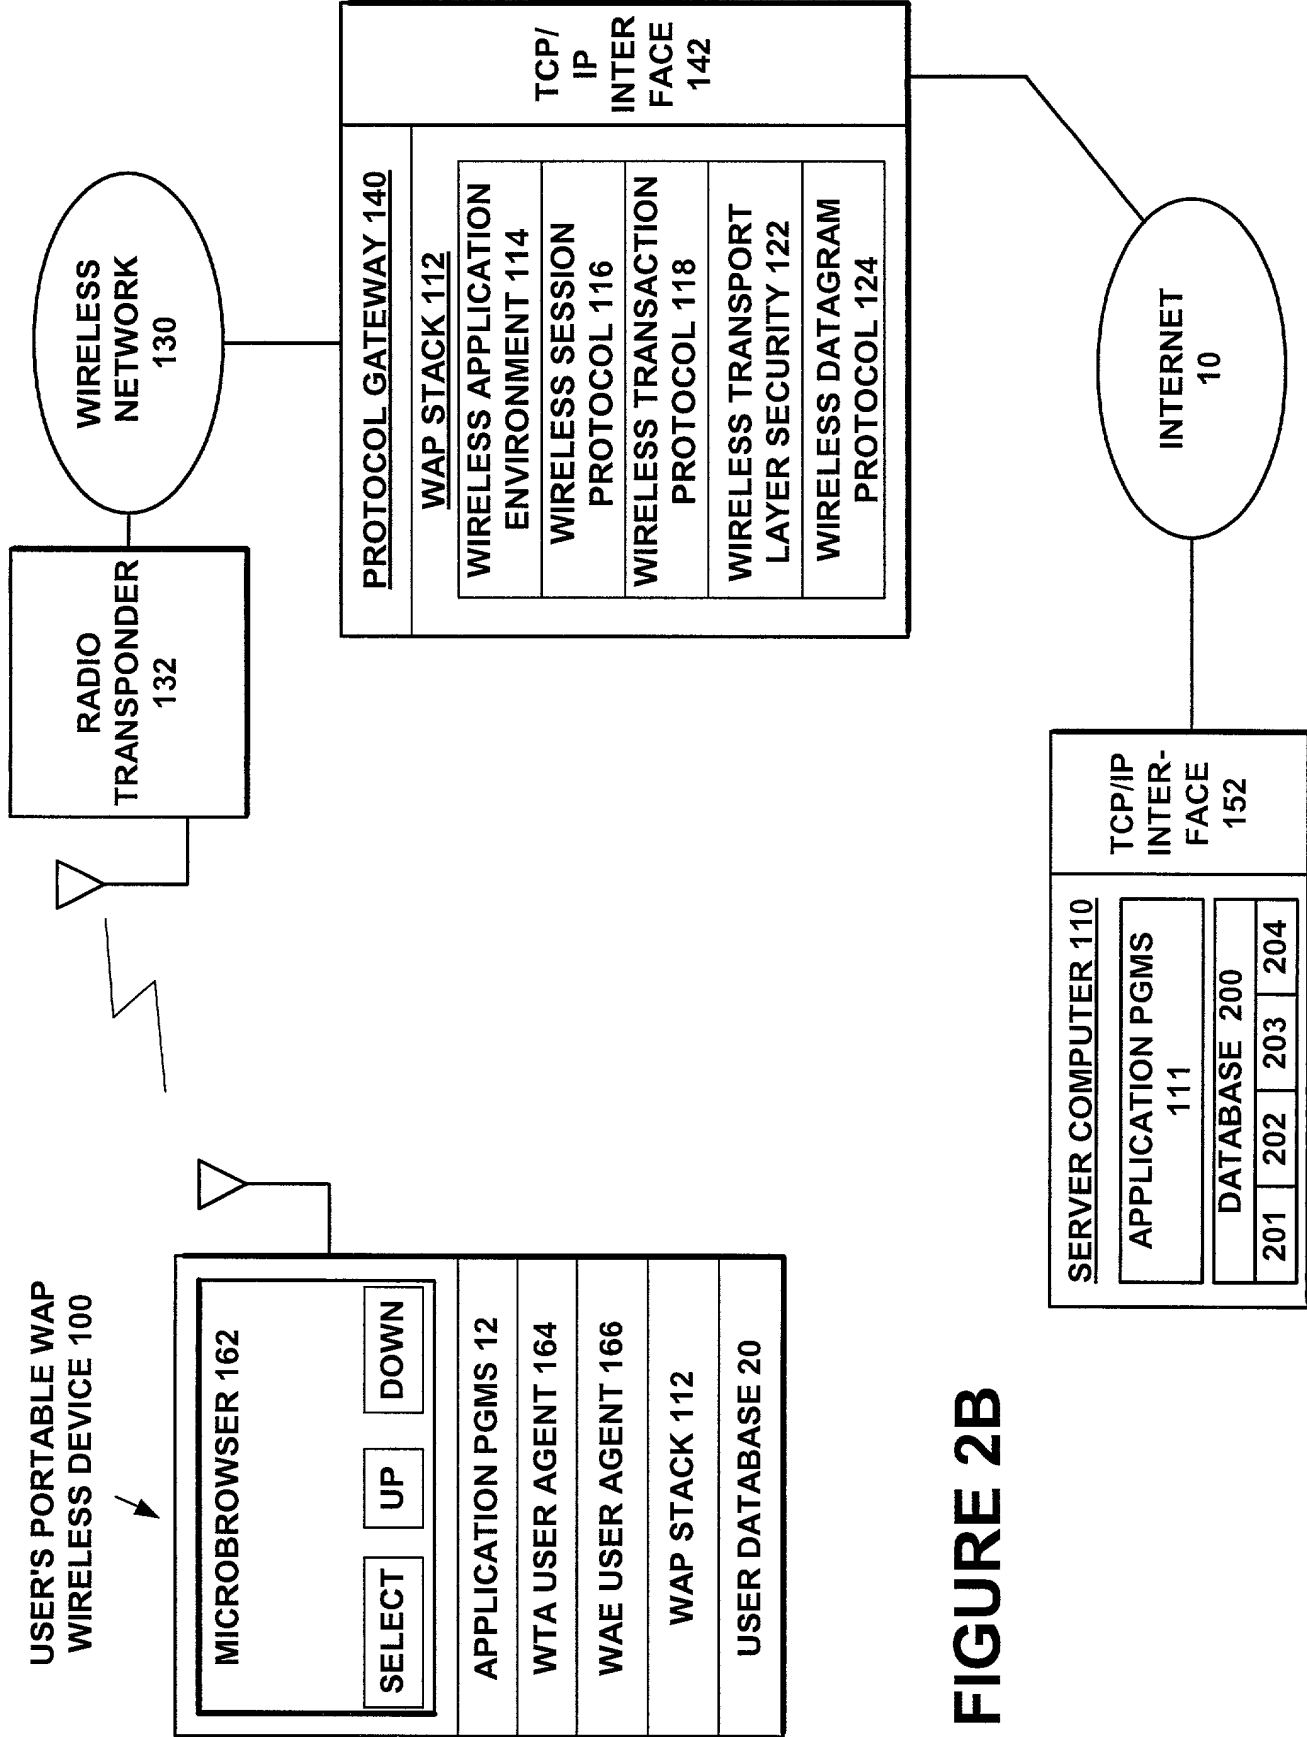 USER'S PORTABLE WAP
WIRELESS DEVICE 100
MICROBROWSER 162
SELECT
UP
DOWN
APPLICATION PGMS 12
WTA USER AGENT 164
WAE USER AGENT 166
WAP STACK 112
USER DATABASE 20
RADIO
TRANSPONDER
132
WIRELESS
NETWORK
130
PROTOCOL GATEWAY 140
WAP STACK 112
WIRELESS APPLICATION
ENVIRONMENT 114
WIRELESS SESSION
PROTOCOL 116
WIRELESS TRANSACTION
PROTOCOL 118
WIRELESS TRANSPORT
LAYER SECURITY 122
WIRELESS DATAGRAM
PROTOCOL 124
TCP/
IP
INTER
FACE
142
SERVER COMPUTER 110
APPLICATION PGMS
111
DATABASE 200
201
202
203
204
TCP/IP
INTER-
FACE
152
INTERNET
10
FIGURE 2B